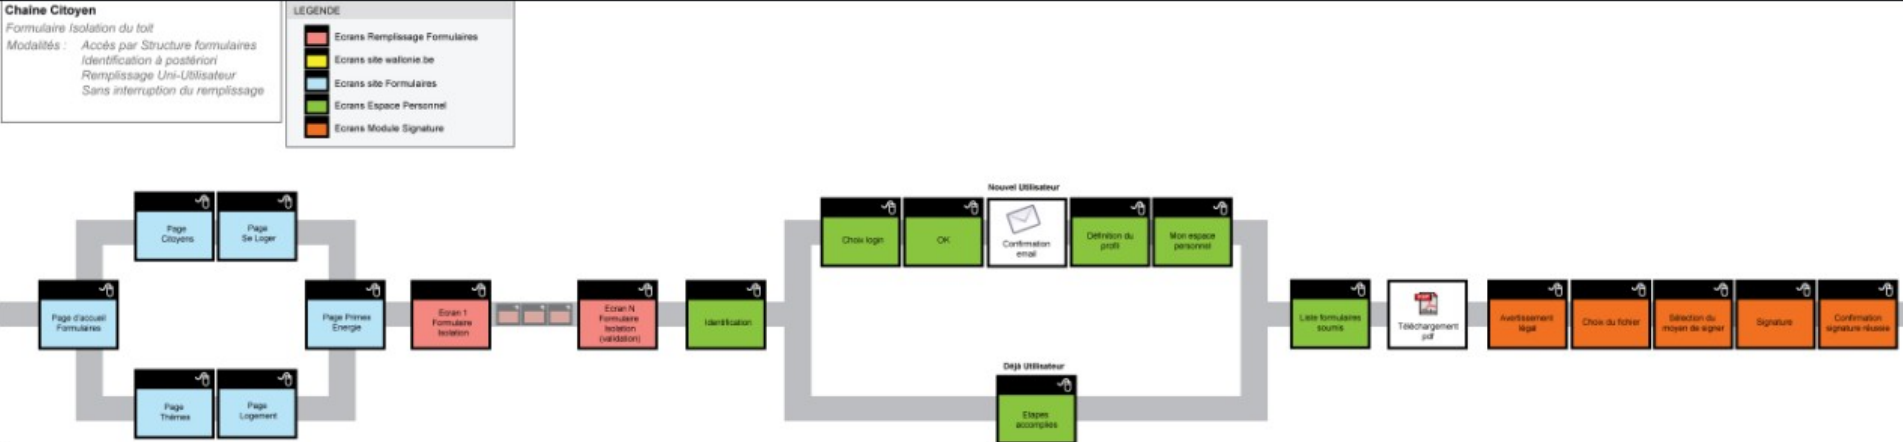 Chaîne Citoyen
Formulaire Isolation du toit
Modalités : Accès par Structure formulaires
Identification à postériori
Remplissage Uni-Utilisateur
Sans interruption du remplissage
LEGENDE
Ecrans Remplissage Formulaires
Ecrans site wallonie.be
Ecrans site Formulaires
Ecrans Espace Personnel
Ecrans Module Signature
Page d'accueil
Formulaires
Page
Citoyens
Page
Se Loger
Page
Thèmes
Page
Logement
Page Primes
Énergie
Ecran 1
Formulaire
Isolation
Ecran N
Formulaire
Isolation
(validation)
Identification
Nouvel Utilisateur
Choix login
OK
Confirmation
email
Définition du
profil
Mon espace
personnel
Déjà Utilisateur
Etapes
accomplies
Liste formulaires
soumis
PDF
Téléchargement
pdf
Avertissement
légal
Choix du fichier
Sélection du
moyen de signer
Signature
Confirmation
signature réussie